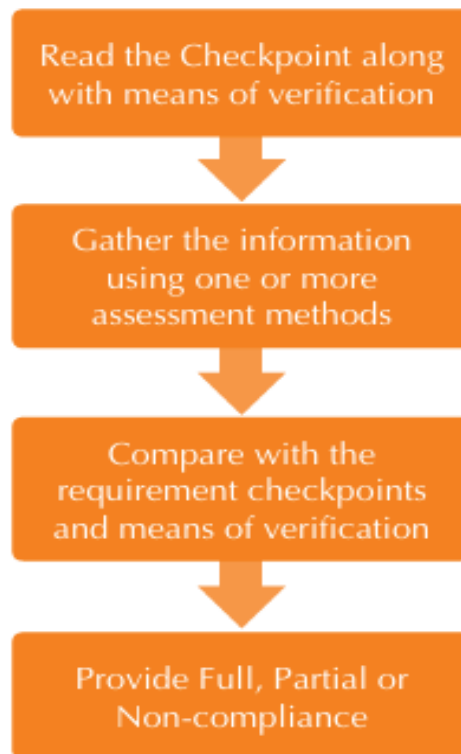 Read the Checkpoint along
with means of verification
Gather the information
using one or more
assessment methods
Compare with the
requirement checkpoints
and means of verification
Provide Full, Partial or
Non-compliance